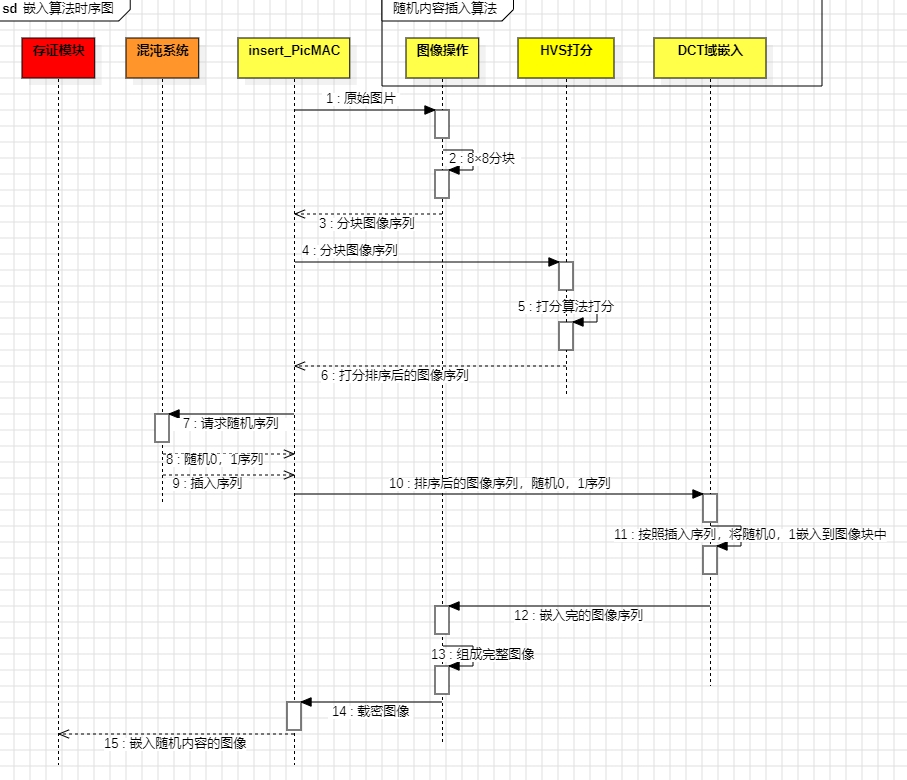 sd 嵌入算法时序图
随机内容插入算法
存证模块
混沌系统
insert_PicMAC
图像操作
HVS打分
DCT域嵌入
1 : 原始图片
2 : 8×8分块
3 : 分块图像序列
4 : 分块图像序列
5 : 打分算法打分
6 : 打分排序后的图像序列
7 : 请求随机序列
8 : 随机0，1序列
9 : 插入序列
10 : 排序后的图像序列，随机0，1序列
11 : 按照插入序列，将随机0，1嵌入到图像块中
12 : 嵌入完的图像序列
13 : 组成完整图像
14 : 载密图像
15 : 嵌入随机内容的图像